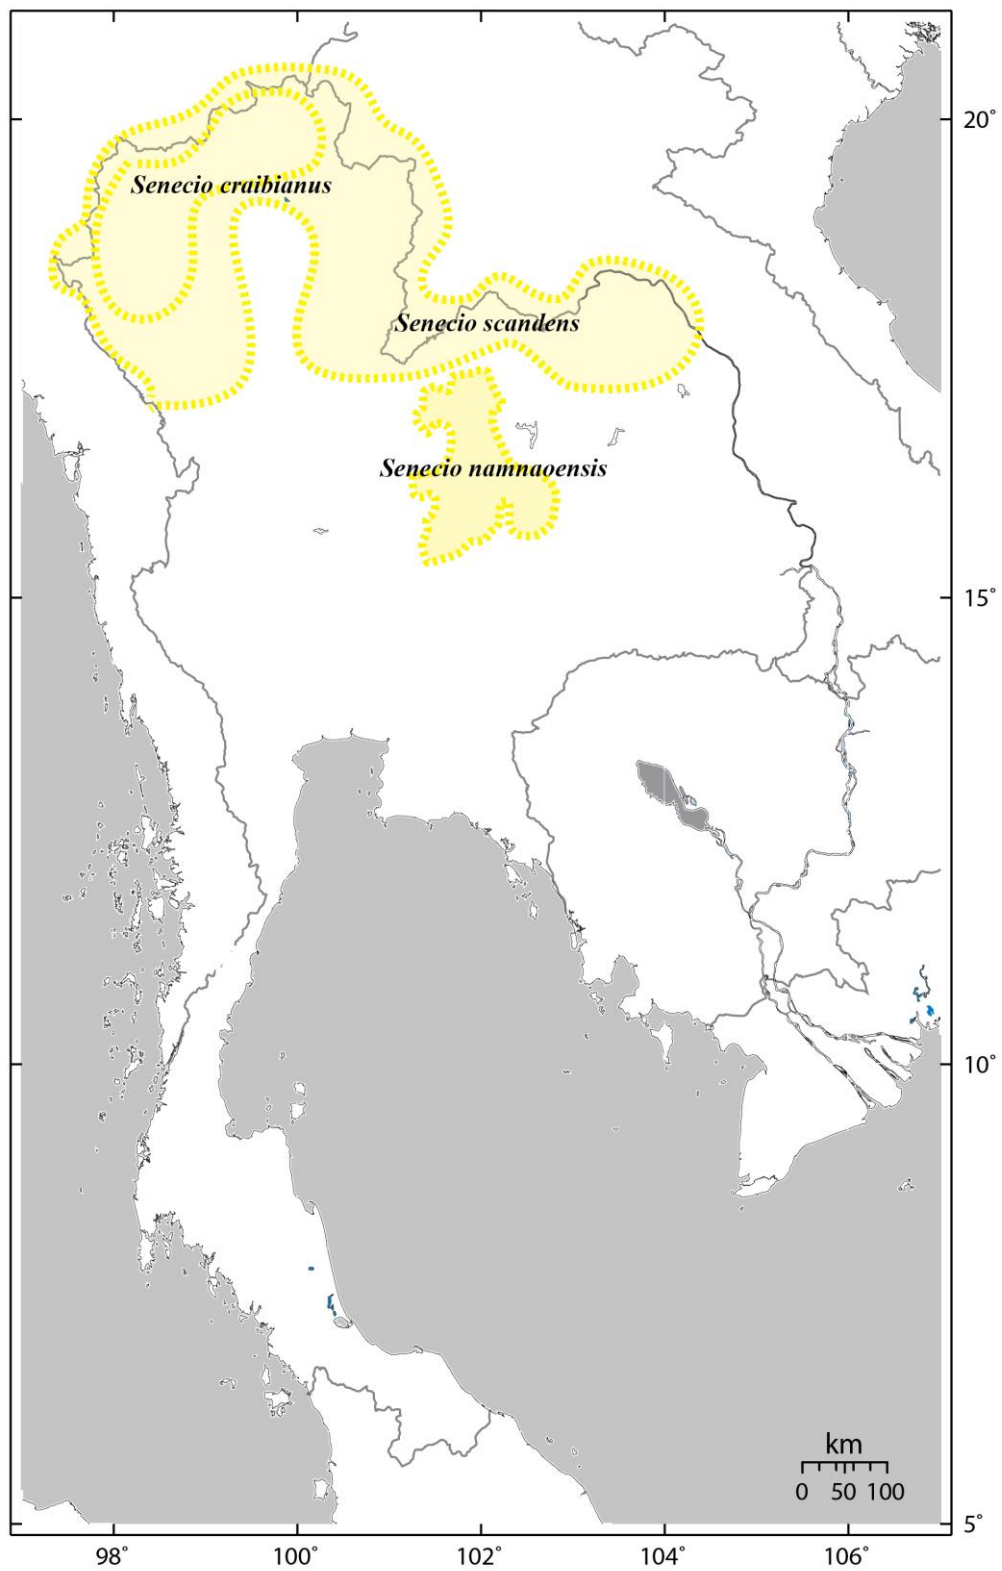 20°
Senecio craibianus
Senecio scandens
Senecio namnaoensis
15°
10°
km
0 50 100
5°
98° 100° 102° 104° 106°